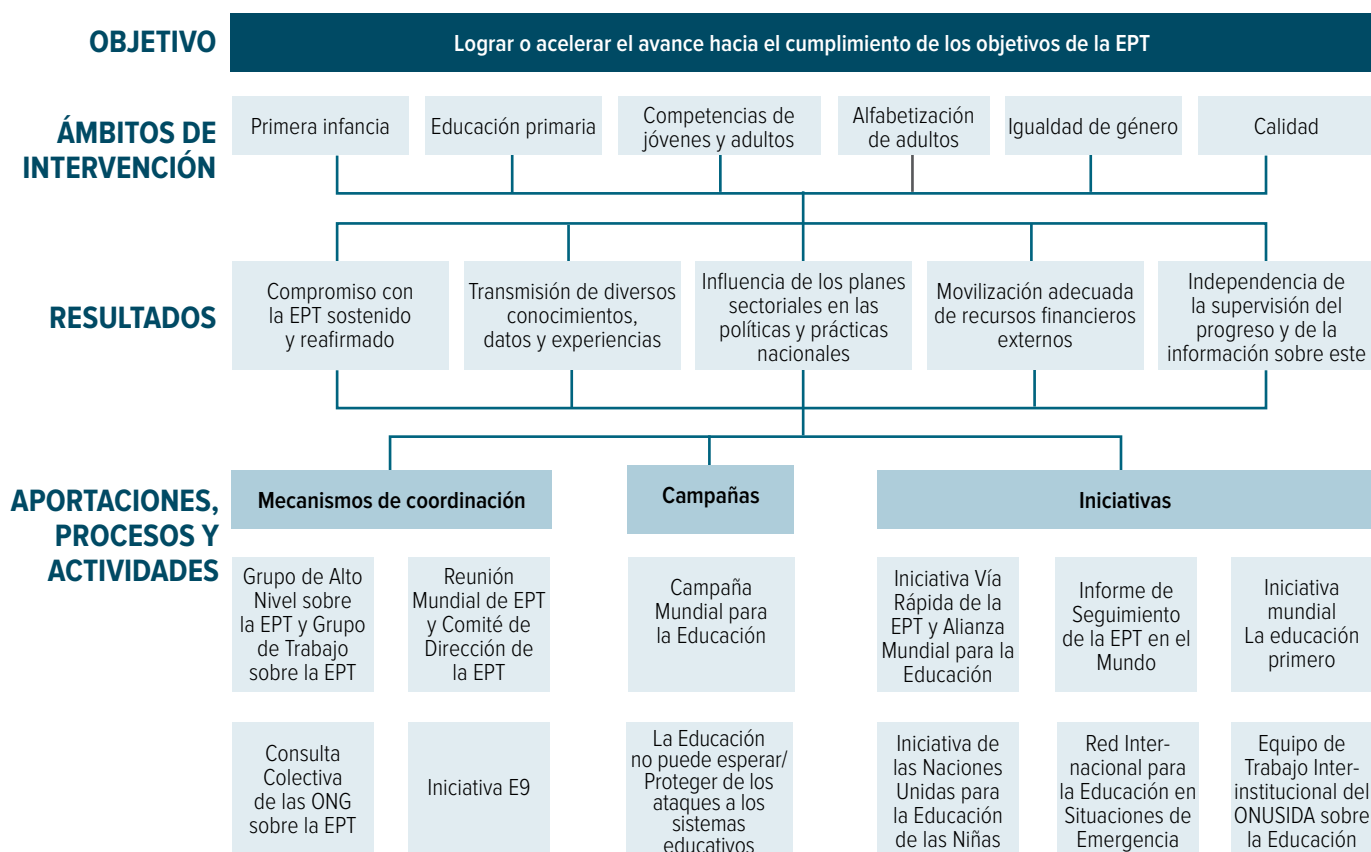 OBJETIVO
Lograr o acelerar el avance hacia el cumplimiento de los objetivos de la EPT
ÁMBITOS DE
INTERVENCIÓN
Primera infancia
Educación primaria
Competencias de
jóvenes y adultos
Alfabetización
de adultos
Igualdad de género
Calidad
RESULTADOS
Compromiso con
la EPT sostenido
y reafirmado
Transmisión de diversos
conocimientos,
datos y experiencias
Influencia de los planes
sectoriales en las
políticas y prácticas
nacionales
Movilización adecuada
de recursos financieros
externos
Independencia de
la supervisión del
progreso y de la
información sobre este
APORTACIONES,
PROCESOS Y
ACTIVIDADES
Mecanismos de coordinación
Grupo de Alto
Nivel sobre
la EPT y Grupo
de Trabajo
sobre la EPT
Reunión
Mundial de EPT
y Comité de
Dirección de
la EPT
Consulta
Colectiva
de las ONG
sobre la EPT
Iniciativa E9
Campañas
Campaña
Mundial para
la Educación
La Educación
no puede esperar/
Proteger de los
ataques a los
sistemas
educativos
Iniciativas
Iniciativa Vía
Rápida de la
EPT y Alianza
Mundial para la
Educación
Informe de
Seguimiento
de la EPT en el
Mundo
Iniciativa
mundial
La educación
primero
Iniciativa de
las Naciones
Unidas para
la Educación
de las Niñas
Red Inter-
nacional para
la Educación en
Situaciones de
Emergencia
Equipo de
Trabajo Inter-
institucional del
ONUSIDA sobre
la Educación